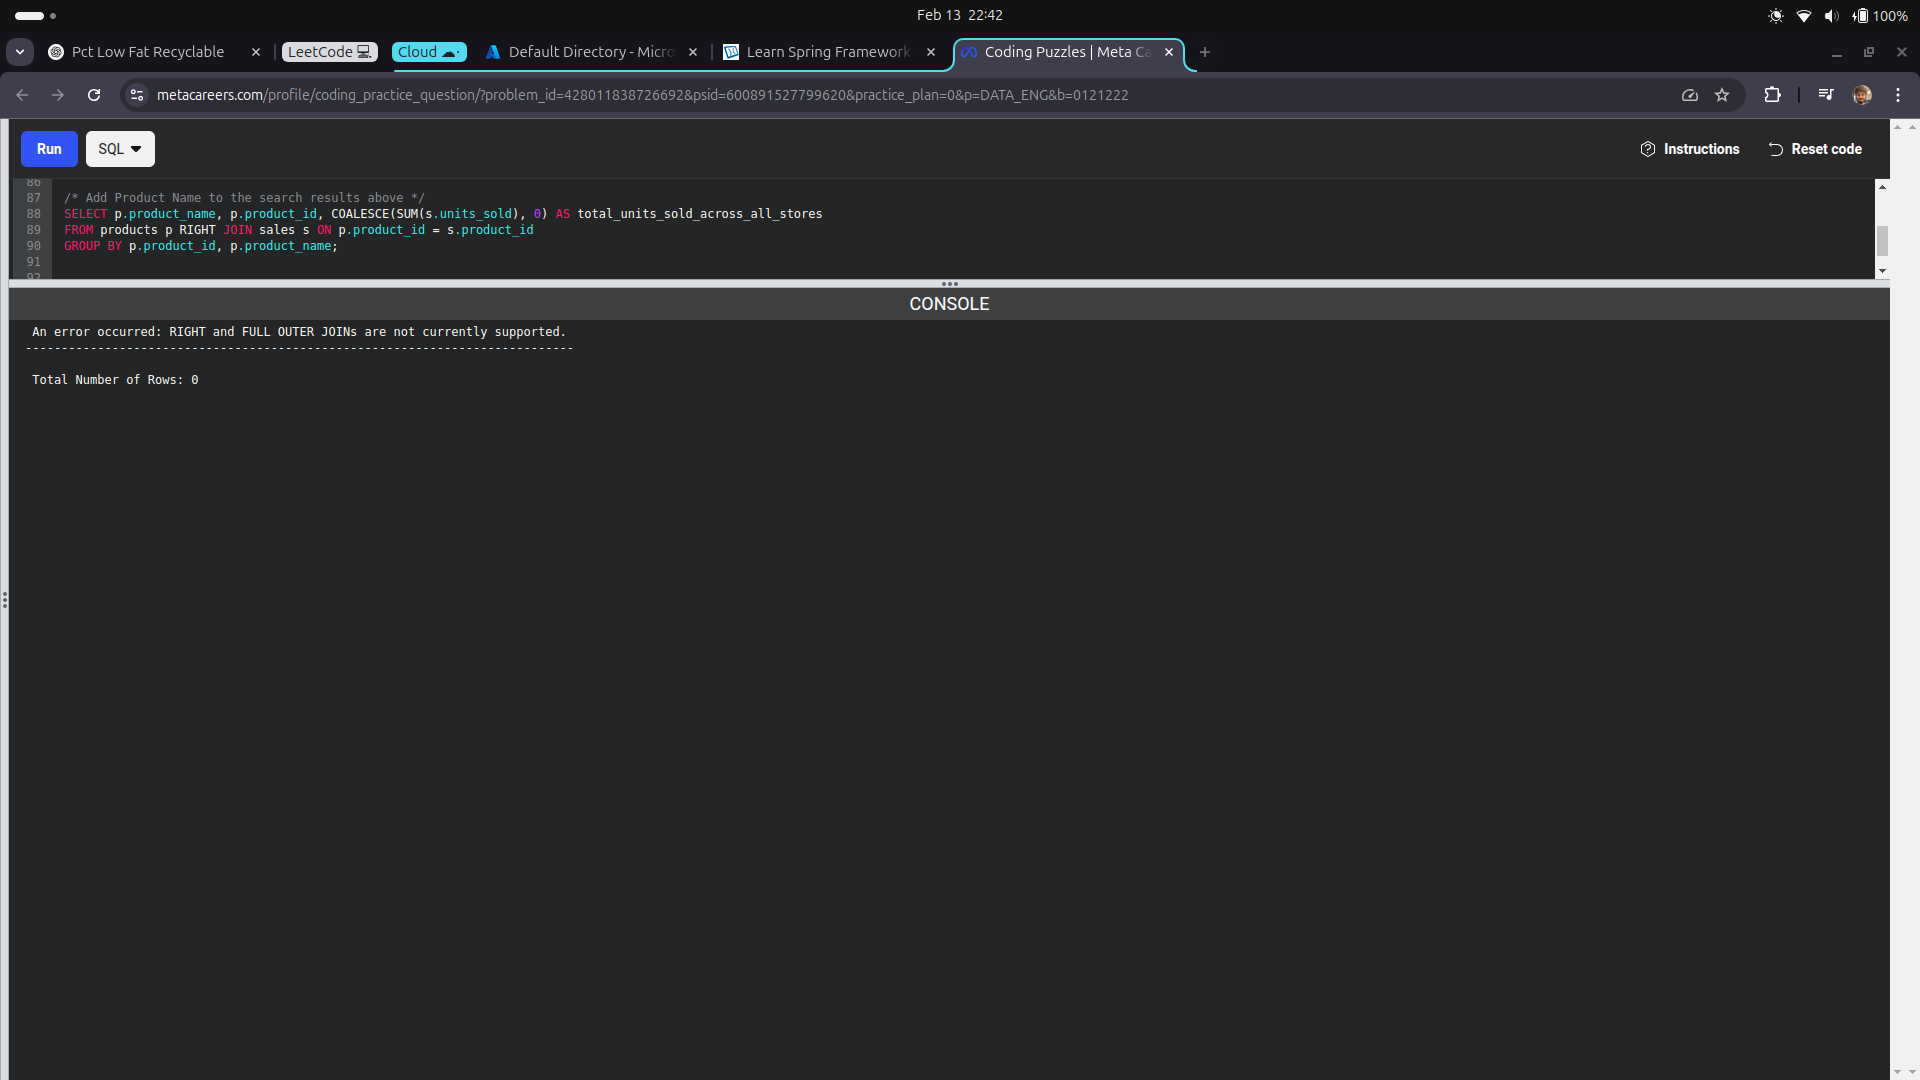 Feb 13 22:42
100%
Pct Low Fat Recyclable
LeetCode
Cloud
Default Directory - Micro
Learn Spring Framework
Coding Puzzles | Meta Ca
metacareers.com/profile/coding_practice_question/?problem_id=428011838726692&psid=600891527799620&practice_plan=0&p=DATA_ENG&b=0121222
Run
SQL
Instructions
Reset code
86
87 /* Add Product Name to the search results above */
88 SELECT p.product_name, p.product_id, COALESCE(SUM(s.units_sold), 0) AS total_units_sold_across_all_stores
89 FROM products p RIGHT JOIN sales s ON p.product_id = s.product_id
90 GROUP BY p.product_id, p.product_name;
91
92
CONSOLE
An error occurred: RIGHT and FULL OUTER JOINs are not currently supported.
----------------------------------------------------------------------------
Total Number of Rows: 0